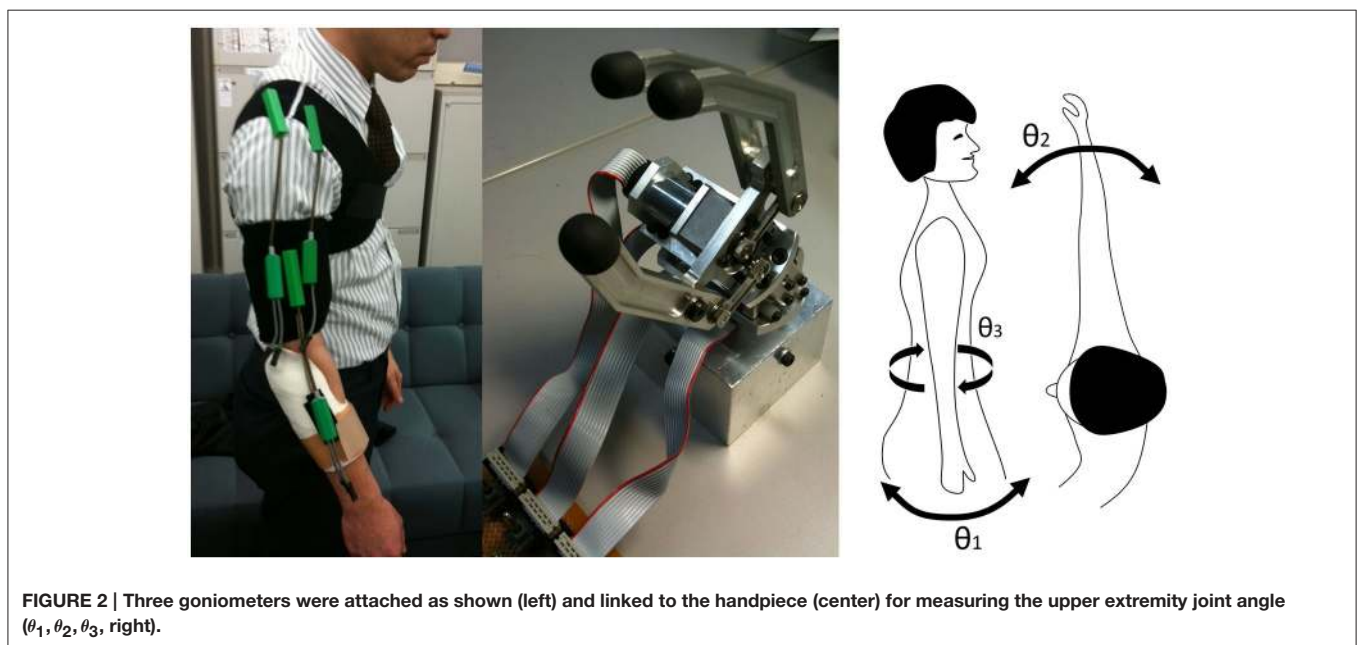 θ2
θ3
θ1
FIGURE 2 | Three goniometers were attached as shown (left) and linked to the handpiece (center) for measuring the upper extremity joint angle
(θ1, θ2, θ3, right).